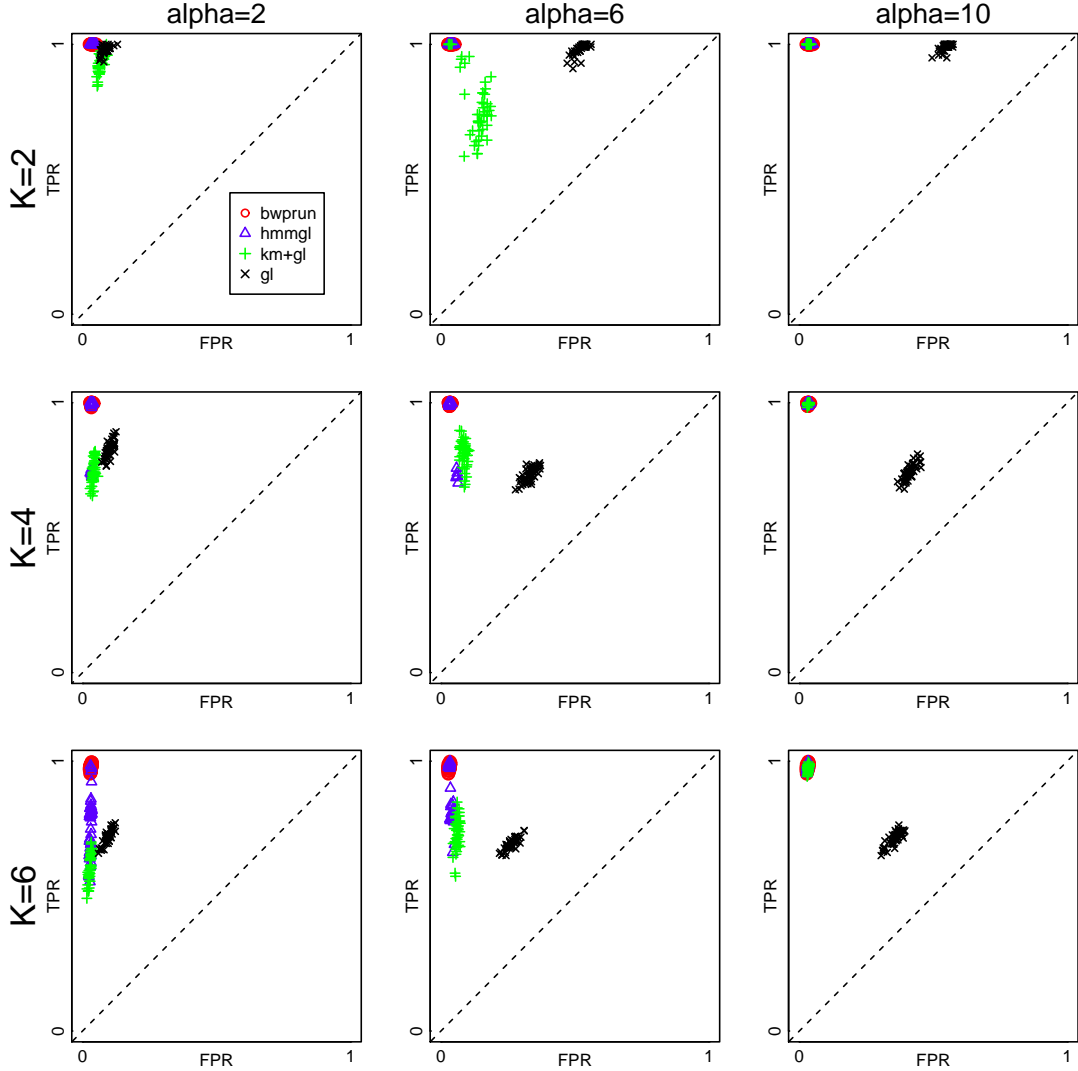 alpha=2
alpha=6
alpha=10
K=2
TPR
1
0
bwprun
hmmgl
km+gl
gl
0
FPR
1
TPR
1
0
0
FPR
1
TPR
1
0
0
FPR
1
K=4
TPR
1
0
0
FPR
1
TPR
1
0
0
FPR
1
TPR
1
0
0
FPR
1
K=6
TPR
1
0
0
FPR
1
TPR
1
0
0
FPR
1
TPR
1
0
0
FPR
1